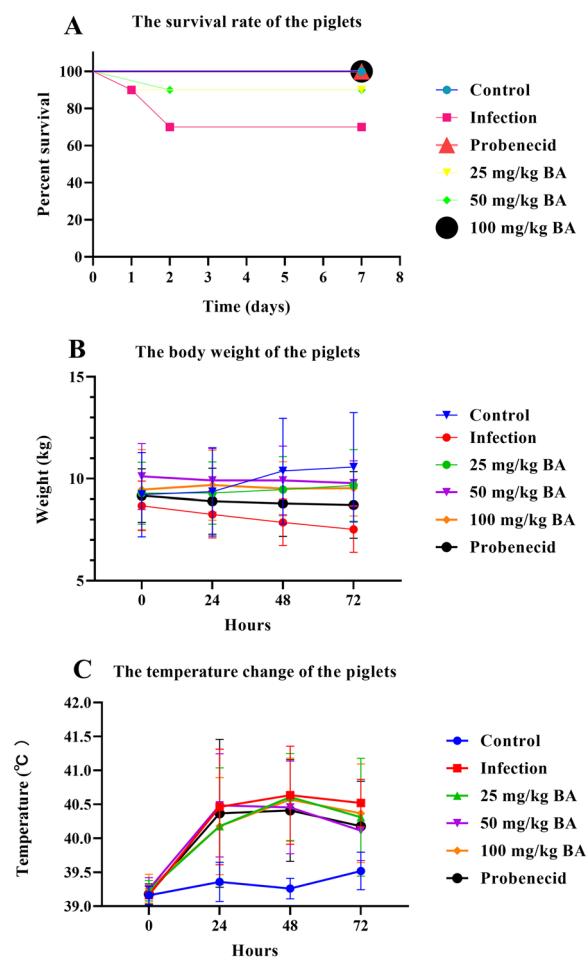 A
The survival rate of the piglets
Percent survival
100
80
60
40
20
0
0 1 2 3 4 5 6 7 8
Time (days)
Control
Infection
Probenecid
25 mg/kg BA
50 mg/kg BA
100 mg/kg BA
B
The body weight of the piglets
Weight (kg)
15
10
5
0 24 48 72
Hours
Control
Infection
25 mg/kg BA
50 mg/kg BA
100 mg/kg BA
Probenecid
C
The temperature change of the piglets
Temperature (℃ )
42.0
41.5
41.0
40.5
40.0
39.5
39.0
0 24 48 72
Hours
Control
Infection
25 mg/kg BA
50 mg/kg BA
100 mg/kg BA
Probenecid